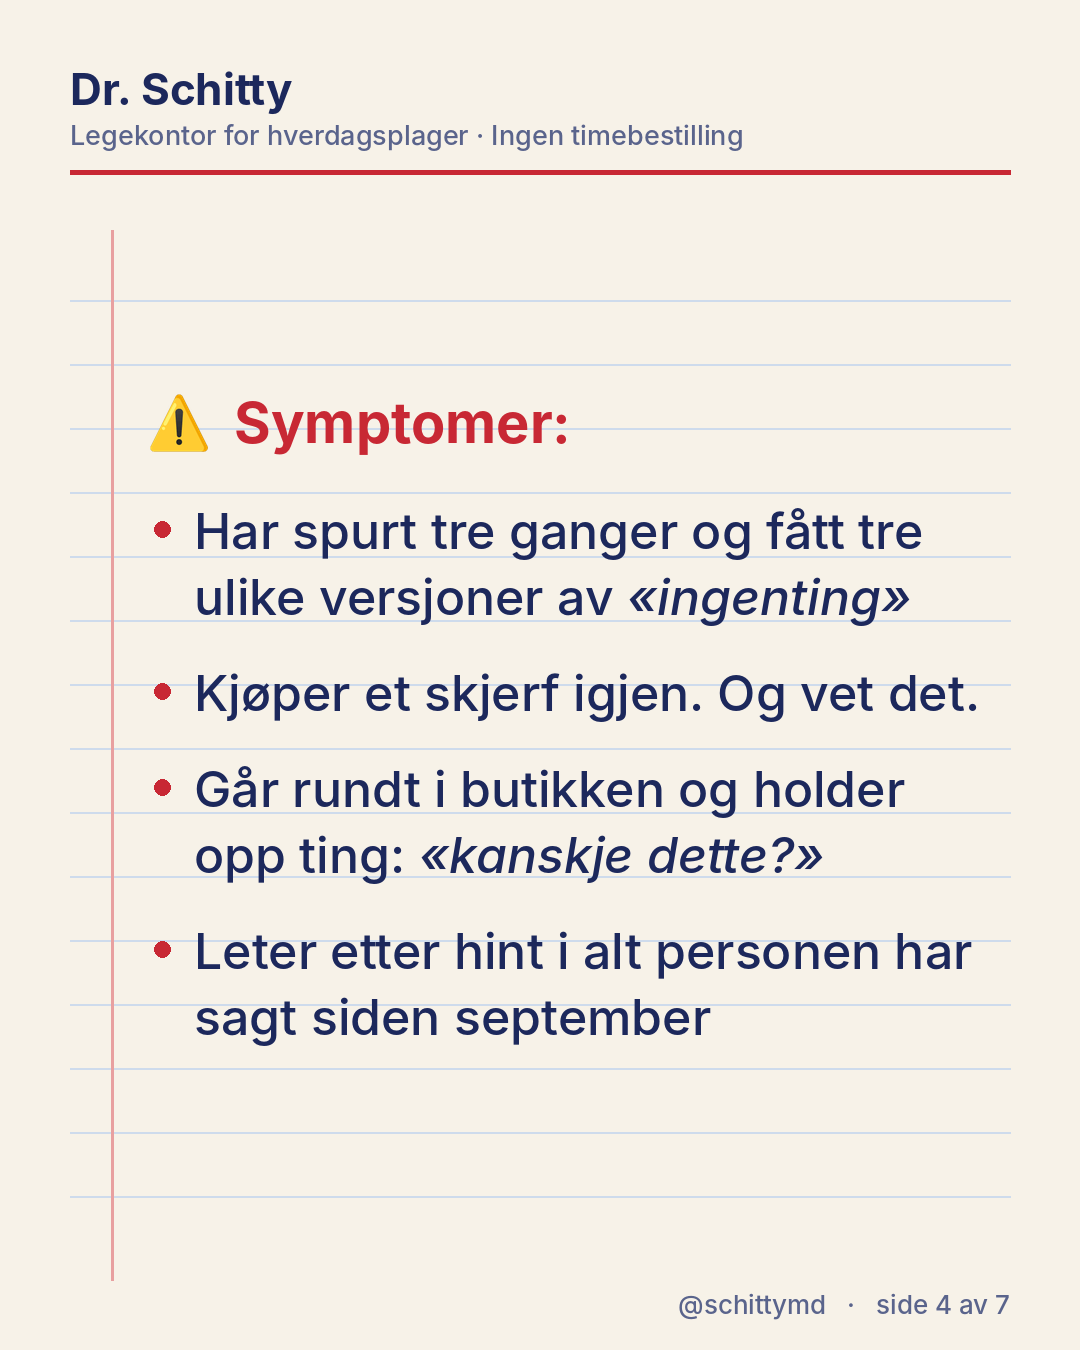 Dr. Schitty
Legekontor for hverdagsplager · Ingen timebestilling
⚠️ Symptomer:
• Har spurt tre ganger og fått tre
ulike versjoner av «ingenting»
• Kjøper et skjerf igjen. Og vet det.
• Går rundt i butikken og holder
opp ting: «kanskje dette?»
• Leter etter hint i alt personen har
sagt siden september
@schittymd · side 4 av 7